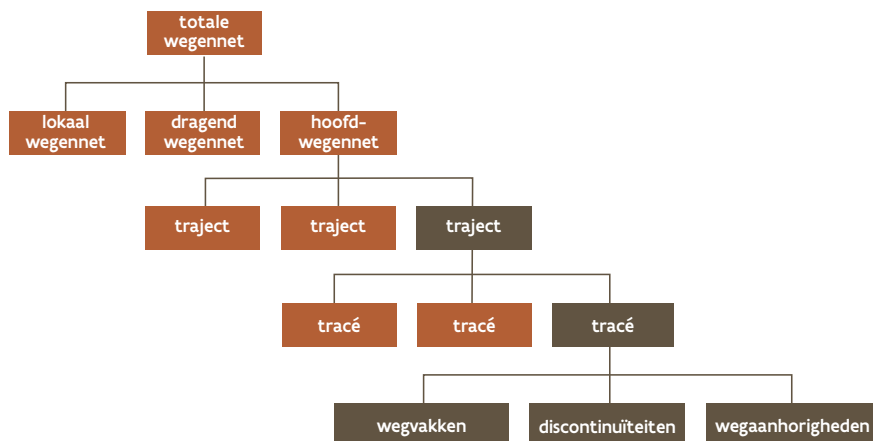 totale
wegennet
lokaal
wegennet
dragend
wegennet
hoofd-
wegennet
traject
traject
traject
tracé
tracé
tracé
wegvakken
discontinuïteiten
wegaanhorigheden